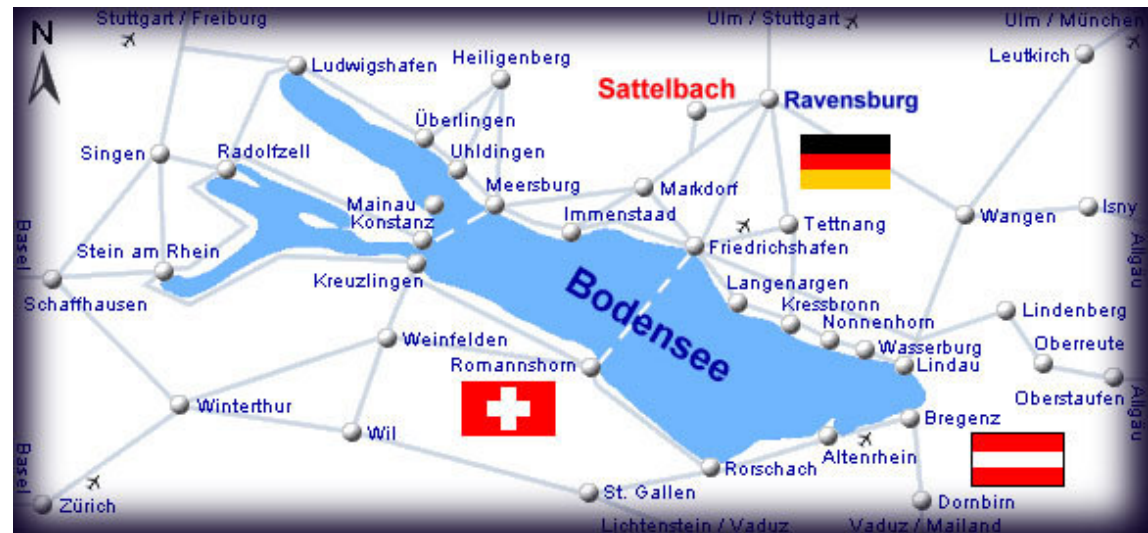 Stuttgart / Freiburg
Ulm / Stuttgart
Ulm / München
N
Ludwigshafen
Heiligenberg
Leutkirch
Sattelbach
Ravensburg
Überlingen
Singen
Radolfzell
Uhldingen
Meersburg
Markdorf
Mainau
Konstanz
Immenstaad
Tettnang
Wangen
Isny
Basel
Stein am Rhein
Friedrichshafen
Allgäu
Schaffhausen
Kreuzlingen
Langenargen
Bodensee
Kressbronn
Nonnenhorn
Lindenberg
Weinfelden
Wasserburg
Oberreute
Romannshorn
Lindau
Oberstaufen
Allgäu
Winterthur
Wil
Bregenz
Altenrhein
Basel
Rorschach
St. Gallen
Zürich
Dornbirn
Lichtenstein / Vaduz
Vaduz / Mailand